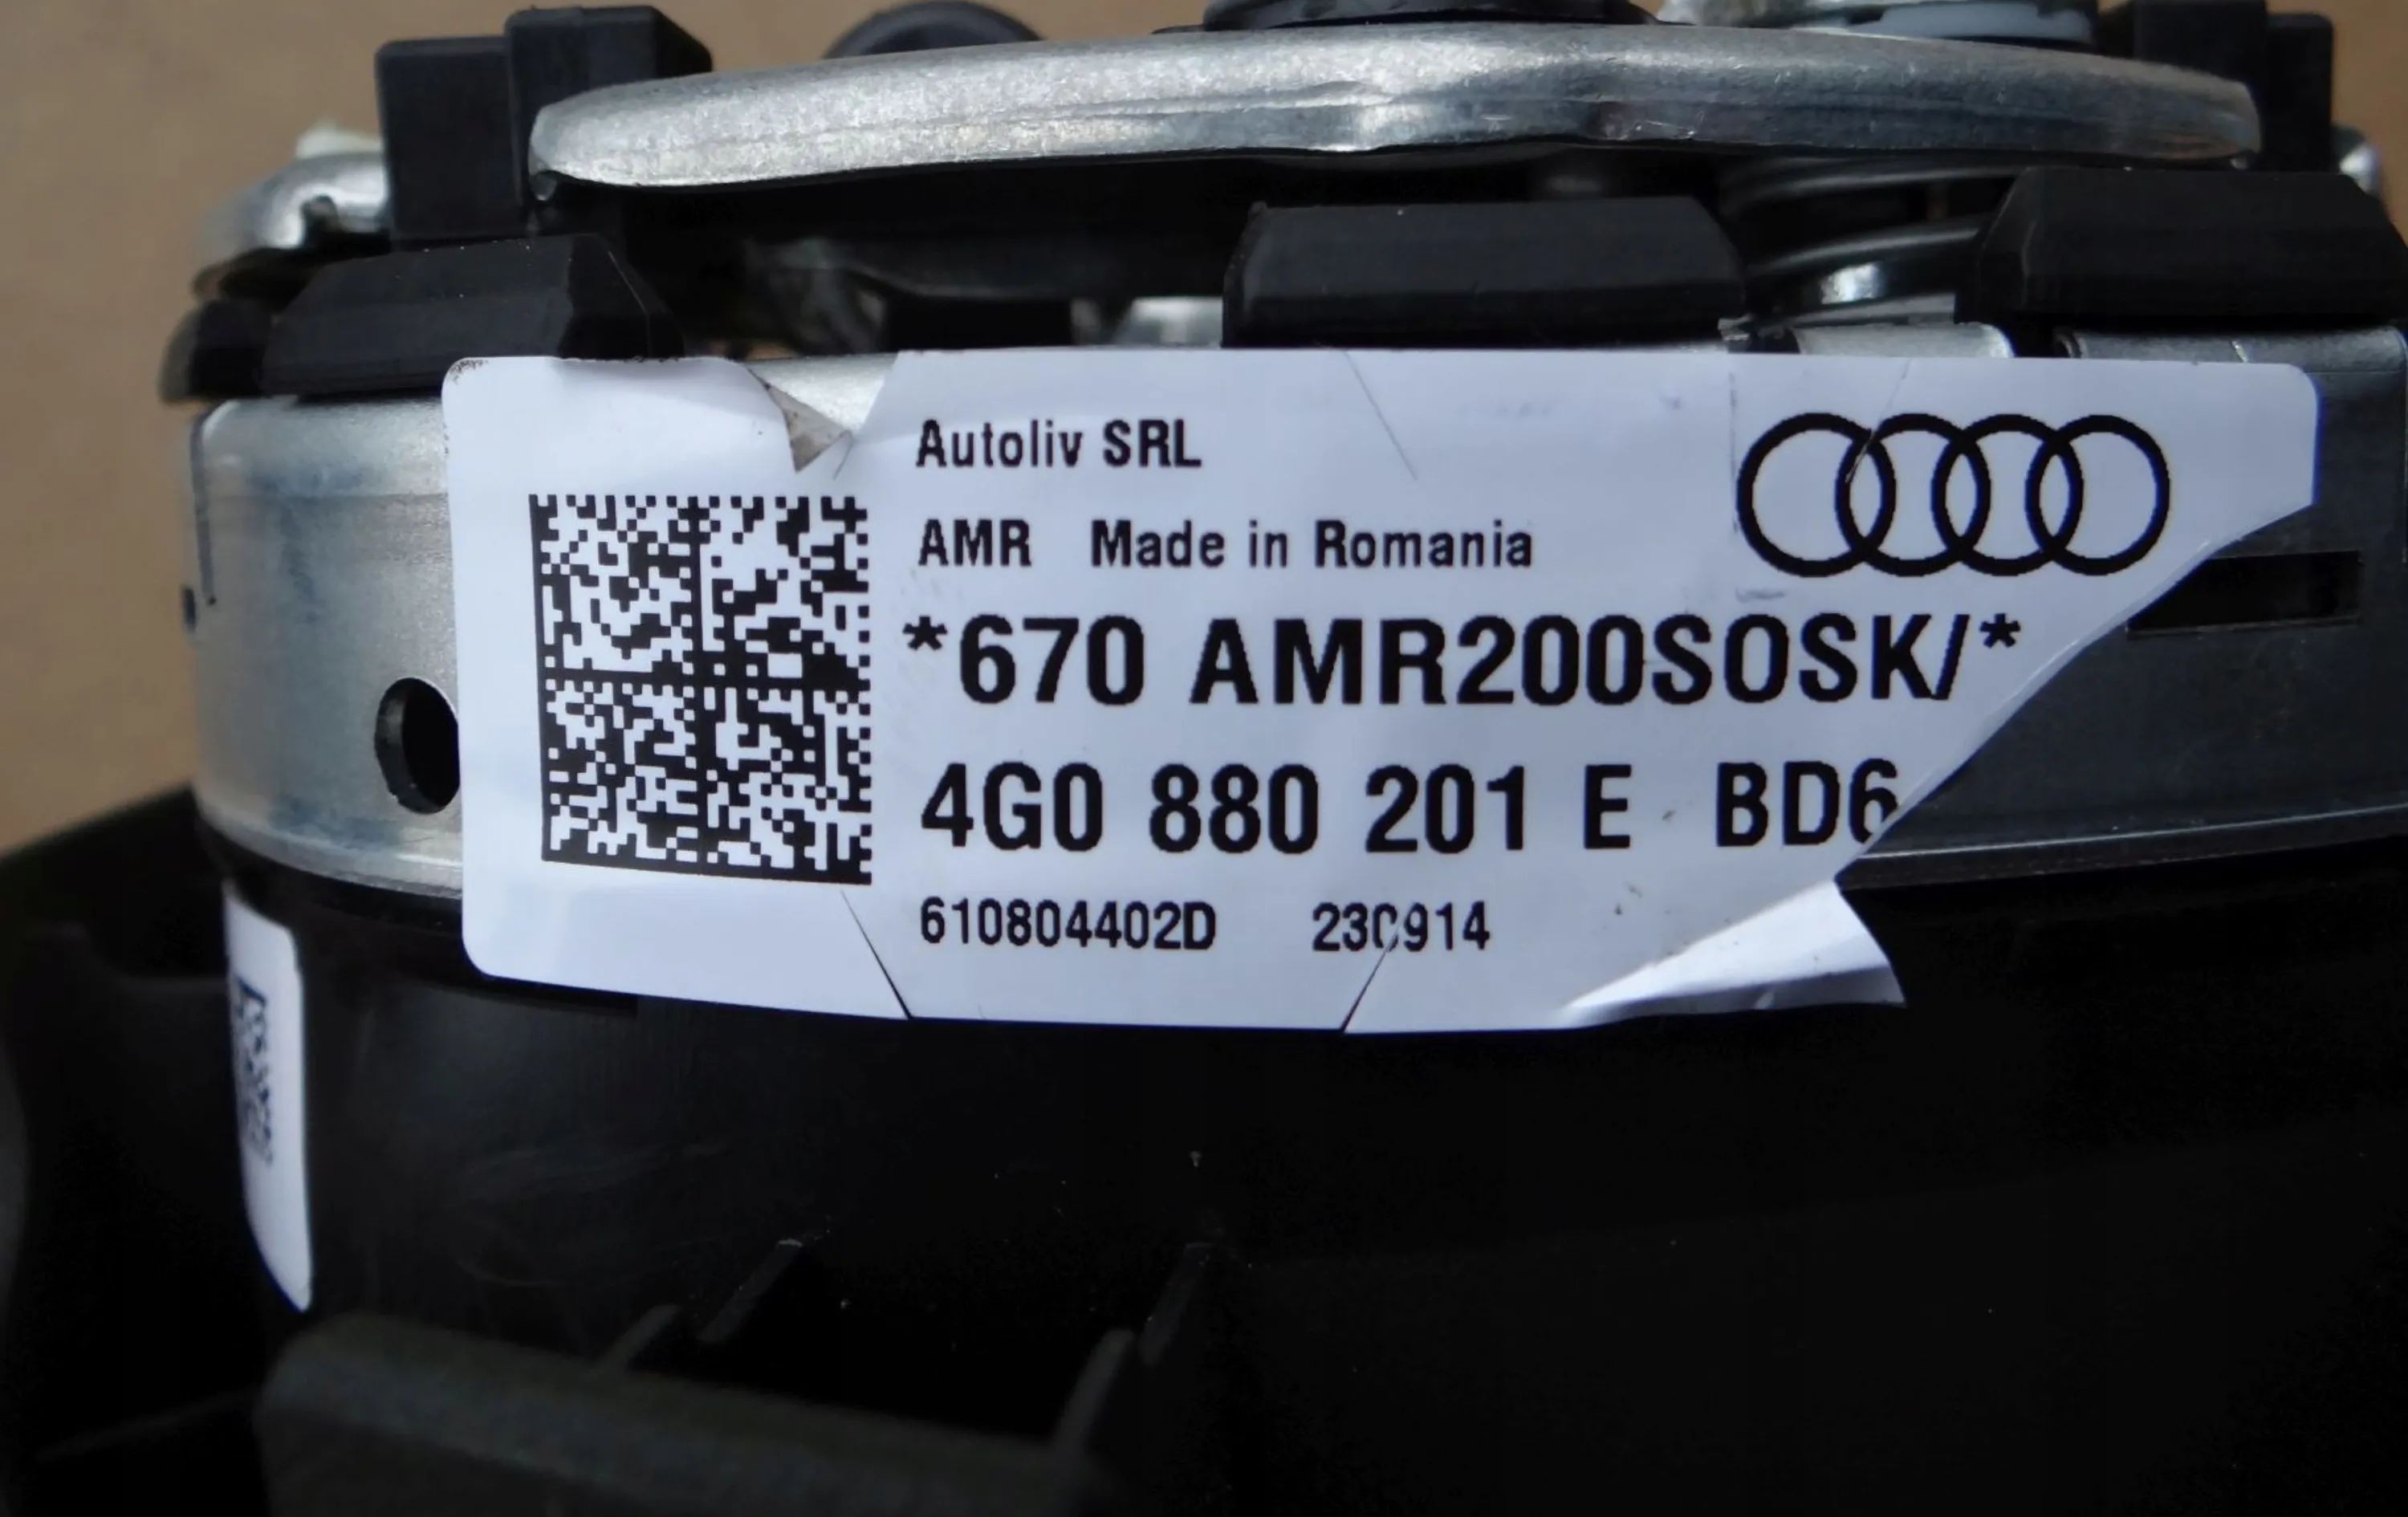 Autoliv SRL
AMR Made in Romania
*670 AMR200SOSK/*
4G0 880 201 E BD6
610804402D 230914